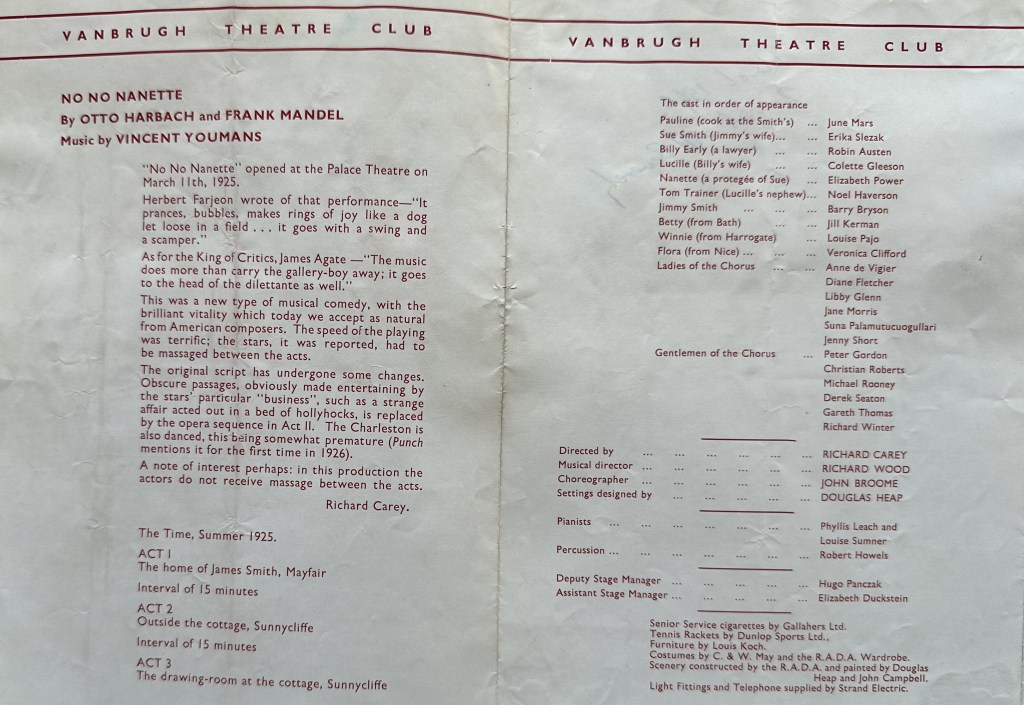 VANBRUGH THEATRE CLUB
NO NO NANETTE
By OTTO HARBACH and FRANK MANDEL
Music by VINCENT YOUMANS
"No No Nanette" opened at the Palace Theatre on
March 11th, 1925.
Herbert Farjeon wrote of that performance—"It
prances, bubbles, makes rings of joy like a dog
let loose in a field . . . it goes with a swing and
a scamper."
As for the King of Critics, James Agate —"The music
does more than carry the gallery-boy away; it goes
to the head of the dilettante as well."
This was a new type of musical comedy, with the
brilliant vitality which today we accept as natural
from American composers. The speed of the playing
was terrific; the stars, it was reported, had to
be massaged between the acts.
The original script has undergone some changes.
Obscure passages, obviously made entertaining by
the stars' particular "business", such as a strange
affair acted out in a bed of hollyhocks, is replaced
by the opera sequence in Act II. The Charleston is
also danced, this being somewhat premature (Punch
mentions it for the first time in 1926).
A note of interest perhaps: in this production the
actors do not receive massage between the acts.
Richard Carey.
The Time, Summer 1925.
ACT I
The home of James Smith, Mayfair
Interval of 15 minutes
ACT 2
Outside the cottage, Sunnycliffe
Interval of 15 minutes
ACT 3
The drawing-room at the cottage, Sunnycliffe
VANBRUGH THEATRE CLUB
The cast in order of appearance
Pauline (cook at the Smith's) ... June Mars
Sue Smith (Jimmy's wife)... ... Erika Slezak
Billy Early (a lawyer) ... ... Robin Austen
Lucille (Billy's wife) ... ... Colette Gleeson
Nanette (a protegée of Sue) ... Elizabeth Power
Tom Trainer (Lucille's nephew)... Noel Haverson
Jimmy Smith ... ... ... Barry Bryson
Betty (from Bath) ... ... Jill Kerman
Winnie (from Harrogate) ... Louise Pajo
Flora (from Nice) ... ... ... Veronica Clifford
Ladies of the Chorus ... ... Anne de Vigier
Diane Fletcher
Libby Glenn
Jane Morris
Suna Palamutucuogullari
Jenny Short
Gentlemen of the Chorus ... Peter Gordon
Christian Roberts
Michael Rooney
Derek Seaton
Gareth Thomas
Richard Winter
Directed by ... ... ... ... ... RICHARD CAREY
Musical director ... ... ... ... ... ... RICHARD WOOD
Choreographer ... ... ... ... ... ... JOHN BROOME
Settings designed by ... ... ... ... ... DOUGLAS HEAP
Pianists ... ... ... ... ... ... Phyllis Leach and
Louise Sumner
Percussion ... ... ... ... ... ... Robert Howels
Deputy Stage Manager ... ... ... ... ... Hugo Panczak
Assistant Stage Manager ... ... ... ... ... Elizabeth Duckstein
Senior Service cigarettes by Gallahers Ltd.
Tennis Rackets by Dunlop Sports Ltd.,
Furniture by Louis Koch.
Costumes by C. & W. May and the R.A.D.A. Wardrobe.
Scenery constructed by the R.A.D.A. and painted by Douglas
Heap and John Campbell.
Light Fittings and Telephone supplied by Strand Electric.